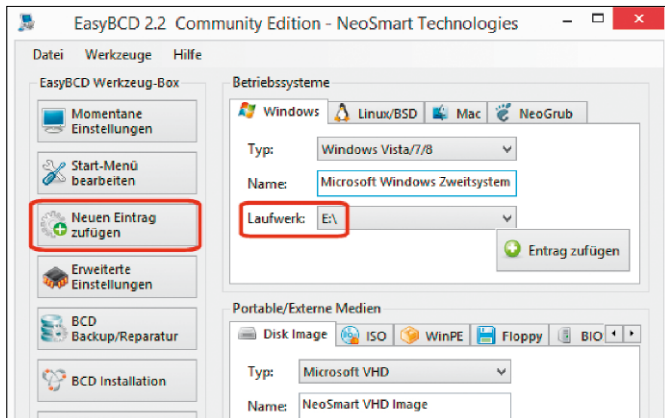 EasyBCD 2.2 Community Edition - NeoSmart Technologies
Datei Werkzeuge Hilfe
EasyBCD Werkzeug-Box
Momentane
Einstellungen
Start-Menü
bearbeiten
Neuen Eintrag
zufügen
Erweiterte
Einstellungen
BCD
Backup/Reparatur
BCD Installation
Betriebssysteme
Windows Linux/BSD Mac NeoGrub
Typ: Windows Vista/7/8
Name: Microsoft Windows Zweitsystem
Laufwerk: E:\
Entrag zufügen
Portable/Externe Medien
Disk Image ISO WinPE Floppy BIO
Typ: Microsoft VHD
Name: NeoSmart VHD Image